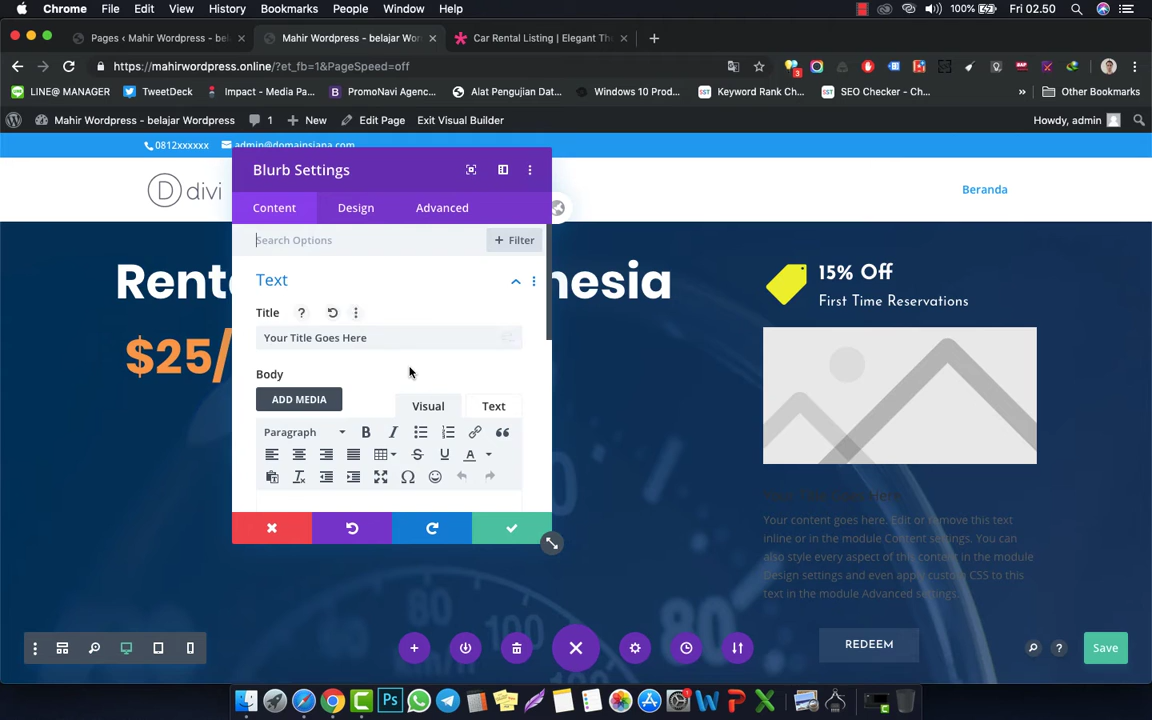 Chrome File Edit View History Bookmarks People Window Help 100% Fri 02.50
Pages ‹ Mahir Wordpress - bel × Mahir Wordpress - belajar Wor × Car Rental Listing | Elegant Th × +
https://mahirwordpress.online/?et_fb=1&PageSpeed=off
LINE@ MANAGER TweetDeck Impact - Media Pa... PromoNavi Agenc... Alat Pengujian Dat... Windows 10 Prod... Keyword Rank Ch... SEO Checker - Ch... » Other Bookmarks
Mahir Wordpress - belajar Wordpress 1 New Edit Page Exit Visual Builder Howdy, admin
0812xxxxxx admin@domainsiana.com
Blurb Settings
D divi
Beranda
Content Design Advanced
Search Options
+ Filter
Text
Title ?
Your Title Goes Here
Body
ADD MEDIA
Visual Text
Paragraph B I
nesia
$25/
15% Off
First Time Reservations
Your Title Goes Here
Your content goes here. Edit or remove this text
inline or in the module Content settings. You can
also style every aspect of this content in the module
Design settings and even apply custom CSS to this
text in the module Advanced settings.
REDEEM
Save